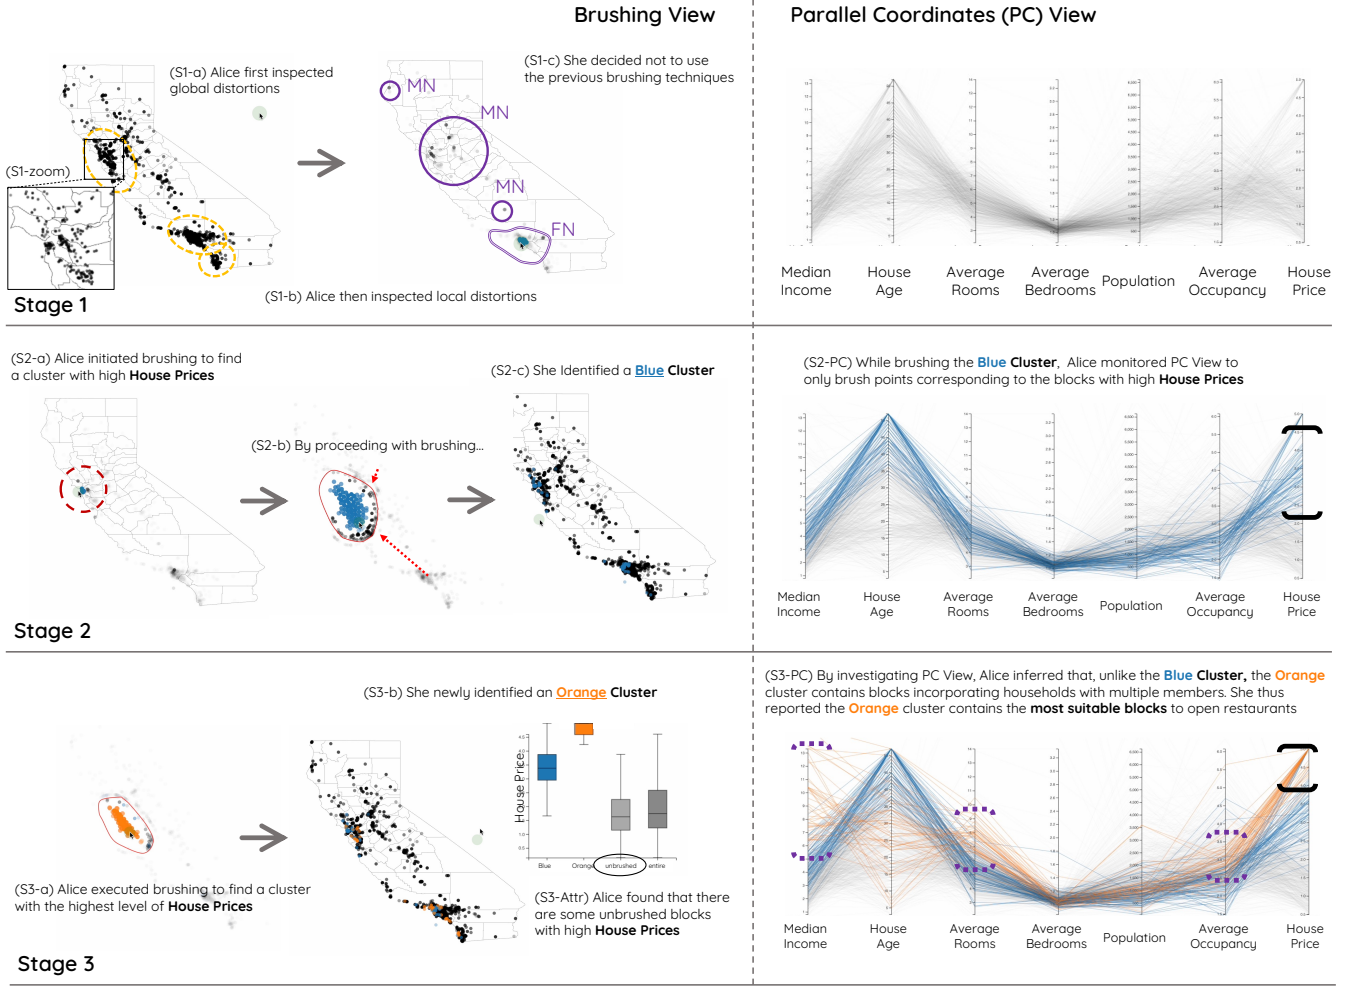 Brushing View
Parallel Coordinates (PC) View
(S1-a) Alice first inspected
global distortions
(S1-c) She decided not to use
the previous brushing techniques
MN
MN
MN
FN
(S1-zoom)
(S1-b) Alice then inspected local distortions
Stage 1
Median
Income
House
Age
Average
Rooms
Average
Bedrooms
Population
Average
Occupancy
House
Price
(S2-a) Alice initiated brushing to find
a cluster with high House Prices
(S2-b) By proceeding with brushing...
(S2-c) She Identified a Blue Cluster
(S2-PC) While brushing the Blue Cluster, Alice monitored PC View to
only brush points corresponding to the blocks with high House Prices
Median
Income
House
Age
Average
Rooms
Average
Bedrooms
Population
Average
Occupancy
House
Price
Stage 2
(S3-b) She newly identified an Orange Cluster
(S3-PC) By investigating PC View, Alice inferred that, unlike the Blue Cluster, the Orange
cluster contains blocks incorporating households with multiple members. She thus
reported the Orange cluster contains the most suitable blocks to open restaurants
House Price
Blue
Orange
unbrushed
entire
(S3-a) Alice executed brushing to find a cluster
with the highest level of House Prices
(S3-Attr) Alice found that there
are some unbrushed blocks
with high House Prices
Median
Income
House
Age
Average
Rooms
Average
Bedrooms
Population
Average
Occupancy
House
Price
Stage 3